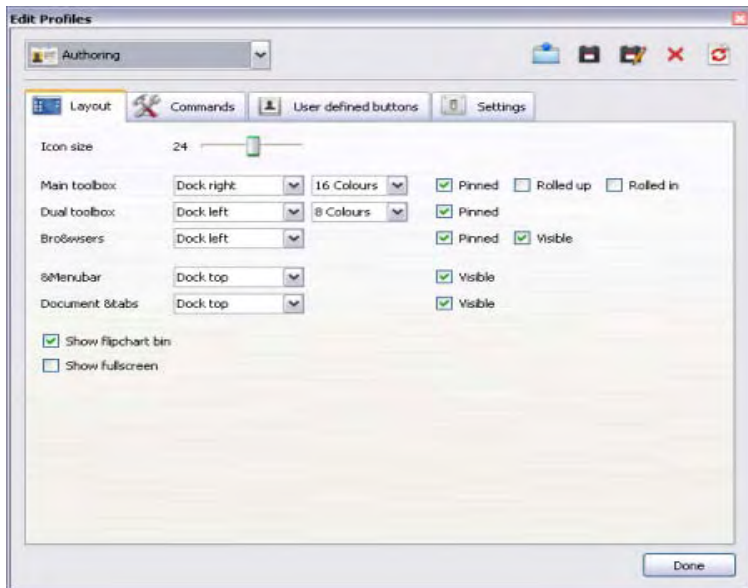 Edit Profiles
Authoring
Layout Commands User defined buttons Settings
Icon size 24
Main toolbox Dock right 16 Colours Pinned Rolled up Rolled in
Dual toolbox Dock left 8 Colours Pinned
Bro&wsers Dock left Pinned Visible
&Menubar Dock top Visible
Document &tabs Dock top Visible
Show flipchart bin
Show fullscreen
Done